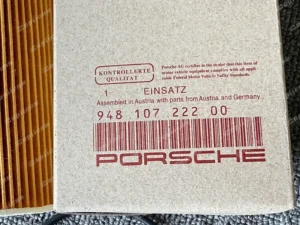 KONTROLLIERTE
QUALITAT
Porsche AG certifies to the dealer that this item of
motor vehicle equipment complies with all appli-
cable Federal Motor Vehicle Safety Standards.
1 EINSATZ
Assembled in Austria with parts from Austria and Germany
948 107 222 00
PORSCHE